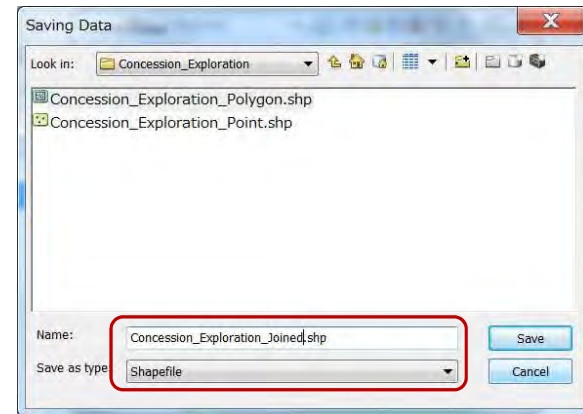 Saving Data
Look in: Concession_Exploration
Concession_Exploration_Polygon.shp
Concession_Exploration_Point.shp
Name: Concession_Exploration_Joined.shp Save
Save as type: Shapefile Cancel